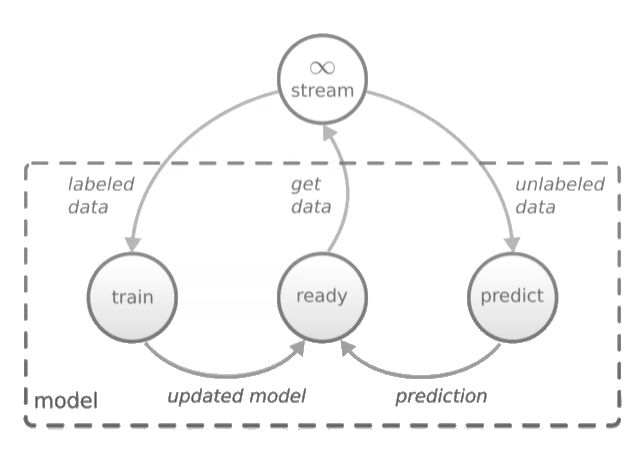 ∞
stream
labeled
data
get
data
unlabeled
data
train
ready
predict
updated model
prediction
model